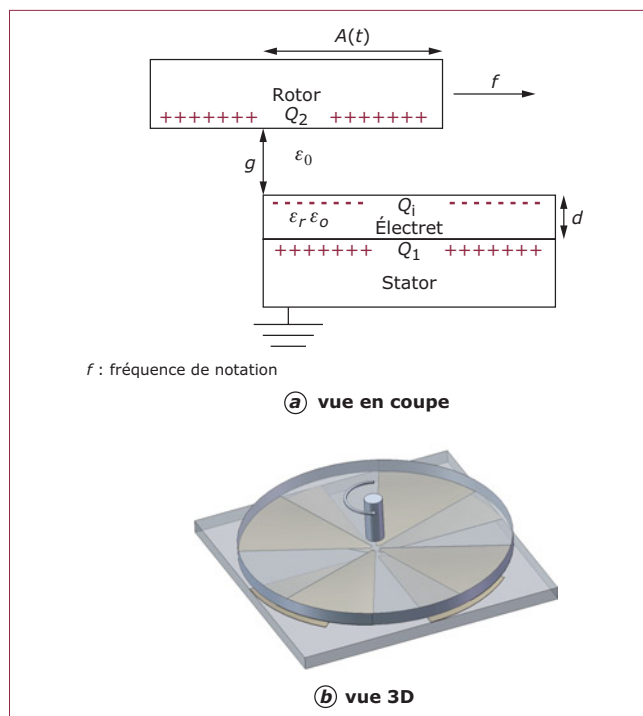 A(t)
f
Rotor
+++++++ Q2 +++++++
g
ε0
Qi
d
εr εo
Électret
+++++++ Q1 +++++++
Stator
f : fréquence de notation
a vue en coupe
b vue 3D